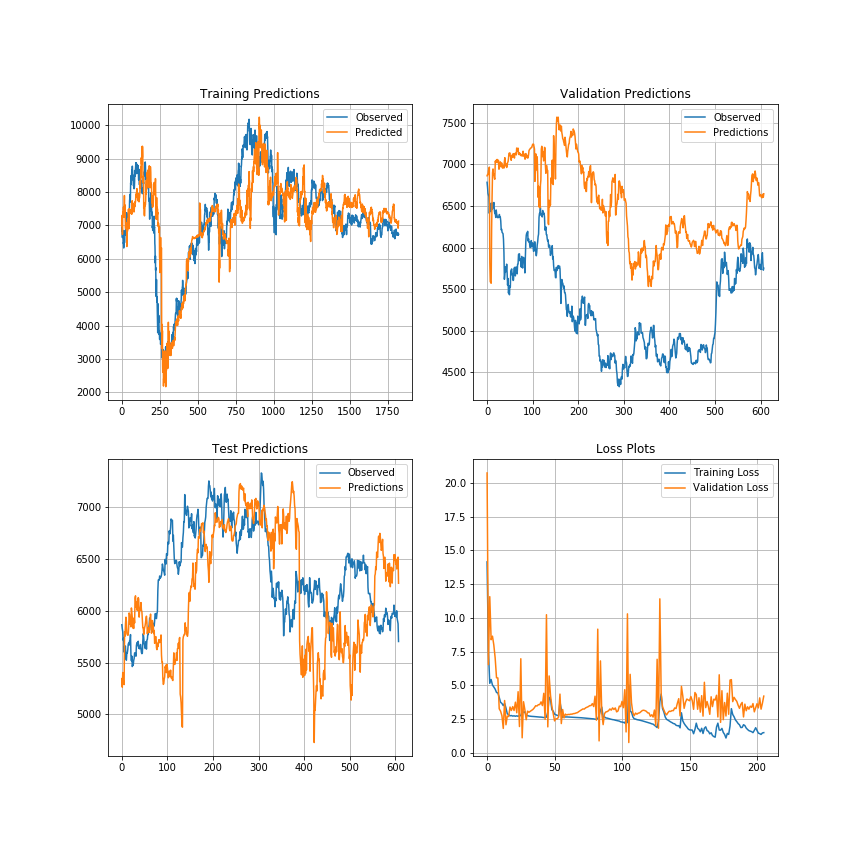 Training Predictions
Observed
Predicted
10000
9000
8000
7000
6000
5000
4000
3000
2000
0 250 500 750 1000 1250 1500 1750
Validation Predictions
Observed
Predictions
7500
7000
6500
6000
5500
5000
4500
0 100 200 300 400 500 600
Test Predictions
Observed
Predictions
7000
6500
6000
5500
5000
0 100 200 300 400 500 600
Loss Plots
Training Loss
Validation Loss
20.0
17.5
15.0
12.5
10.0
7.5
5.0
2.5
0.0
0 50 100 150 200